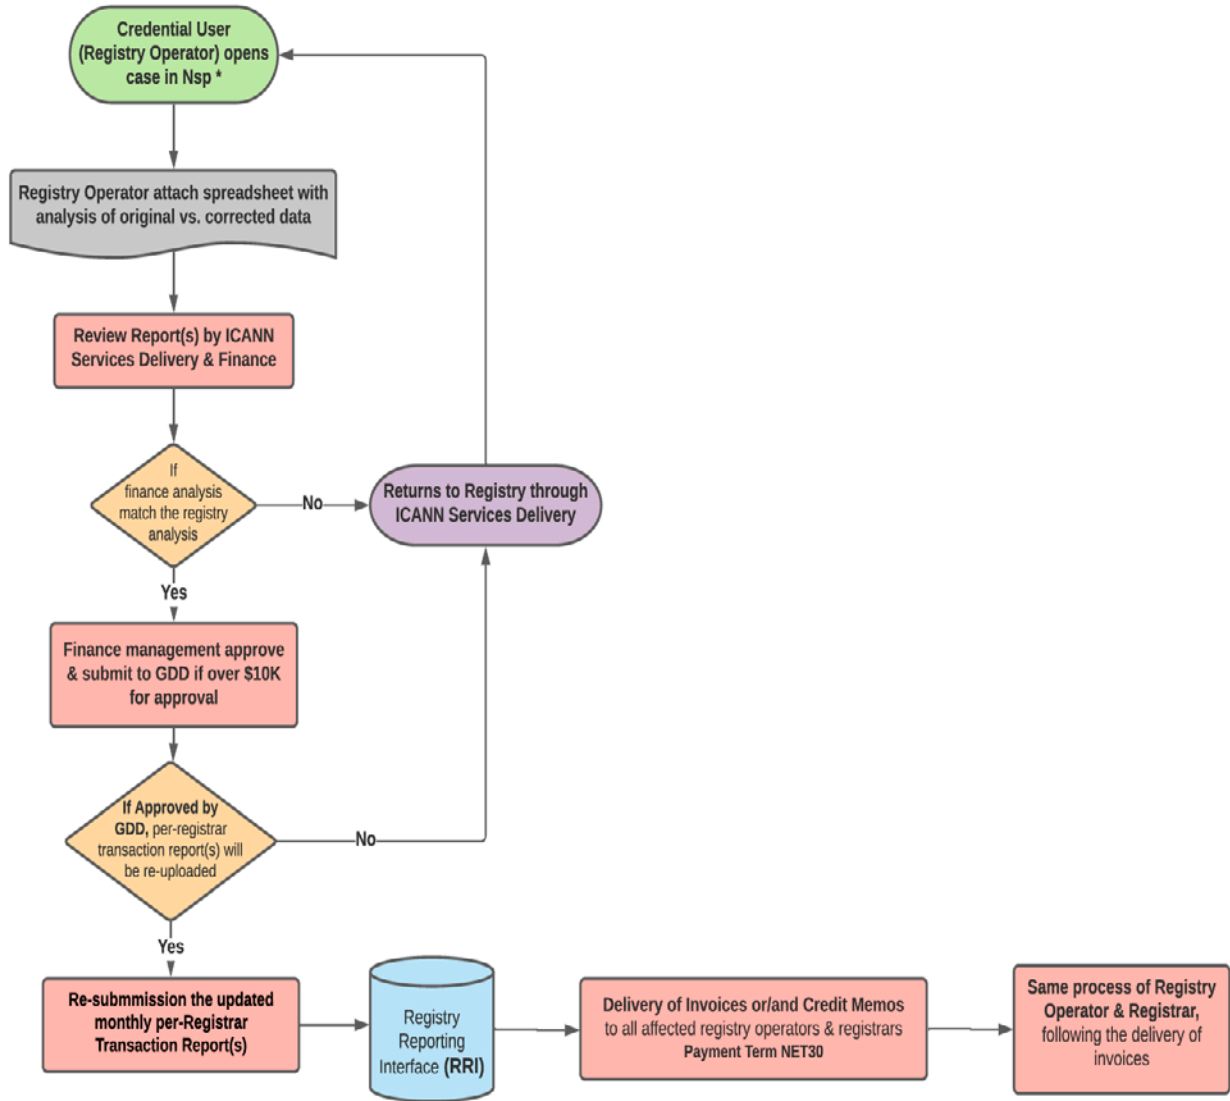 Credential User
(Registry Operator) opens
case in Nsp *
Registry Operator attach spreadsheet with
analysis of original vs. corrected data
Review Report(s) by ICANN
Services Delivery & Finance
If
finance analysis
match the registry
analysis
No
Returns to Registry through
ICANN Services Delivery
Yes
Finance management approve
& submit to GDD if over $10K
for approval
If Approved by
GDD, per-registrar
transaction report(s) will
be re-uploaded
No
Yes
Re-submmission the updated
monthly per-Registrar
Transaction Report(s)
Registry
Reporting
Interface (RRI)
Delivery of Invoices or/and Credit Memos
to all affected registry operators & registrars
Payment Term NET30
Same process of Registry
Operator & Registrar,
following the delivery of
invoices